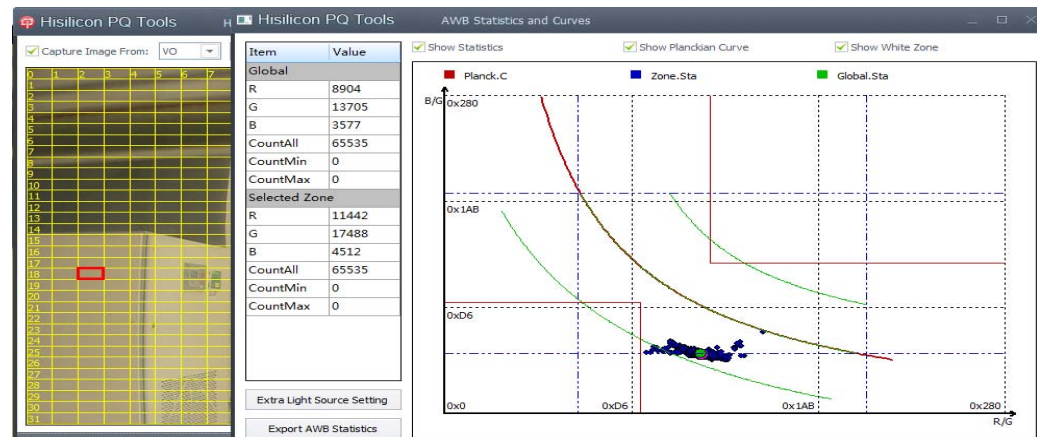 Hisilicon PQ Tools
H
Hisilicon PQ Tools
AWB Statistics and Curves
Capture Image From: VO
0 1 2 3 4 5 6 7
1
2
3
4
5
6
7
8
9
10
11
12
13
14
15
16
17
18
19
20
21
22
23
24
25
26
27
28
29
30
31
Item Value
Global
R 8904
G 13705
B 3577
CountAll 65535
CountMin 0
CountMax 0
Selected Zone
R 11442
G 17488
B 4512
CountAll 65535
CountMin 0
CountMax 0
Extra Light Source Setting
Export AWB Statistics
Show Statistics
Show Planckian Curve
Show White Zone
Planck.C
Zone.Sta
Global.Sta
B/G
0x280
0x1AB
0xD6
0x0
0xD6
0x1AB
0x280
R/G